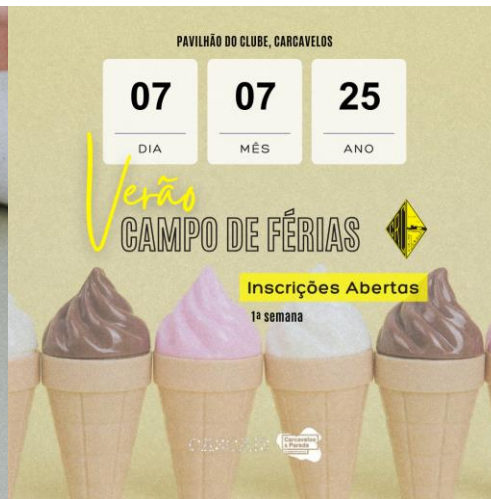 PAVILHÃO DO CLUBE, CARCAVELOS
07 07 25
DIA MÊS ANO
Verão
CAMPO DE FÉRIAS
Inscrições Abertas
1ª semana
Carcavelos
& Parede